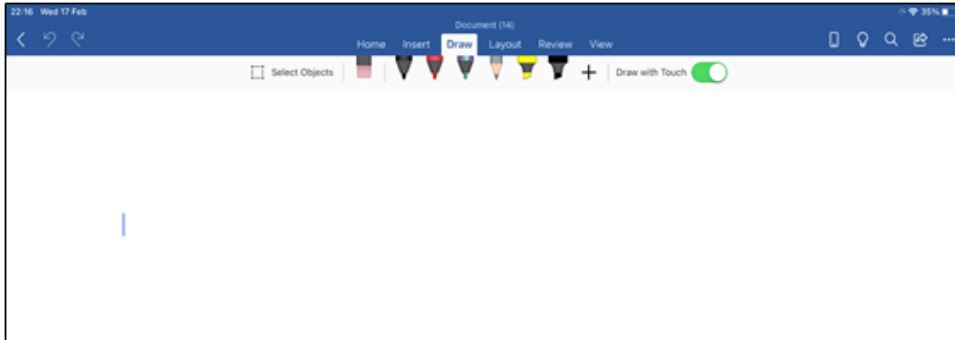 22:16 Wed 17 Feb
35%
Document (14)
Home Insert Draw Layout Review View
Select Objects
Draw with Touch